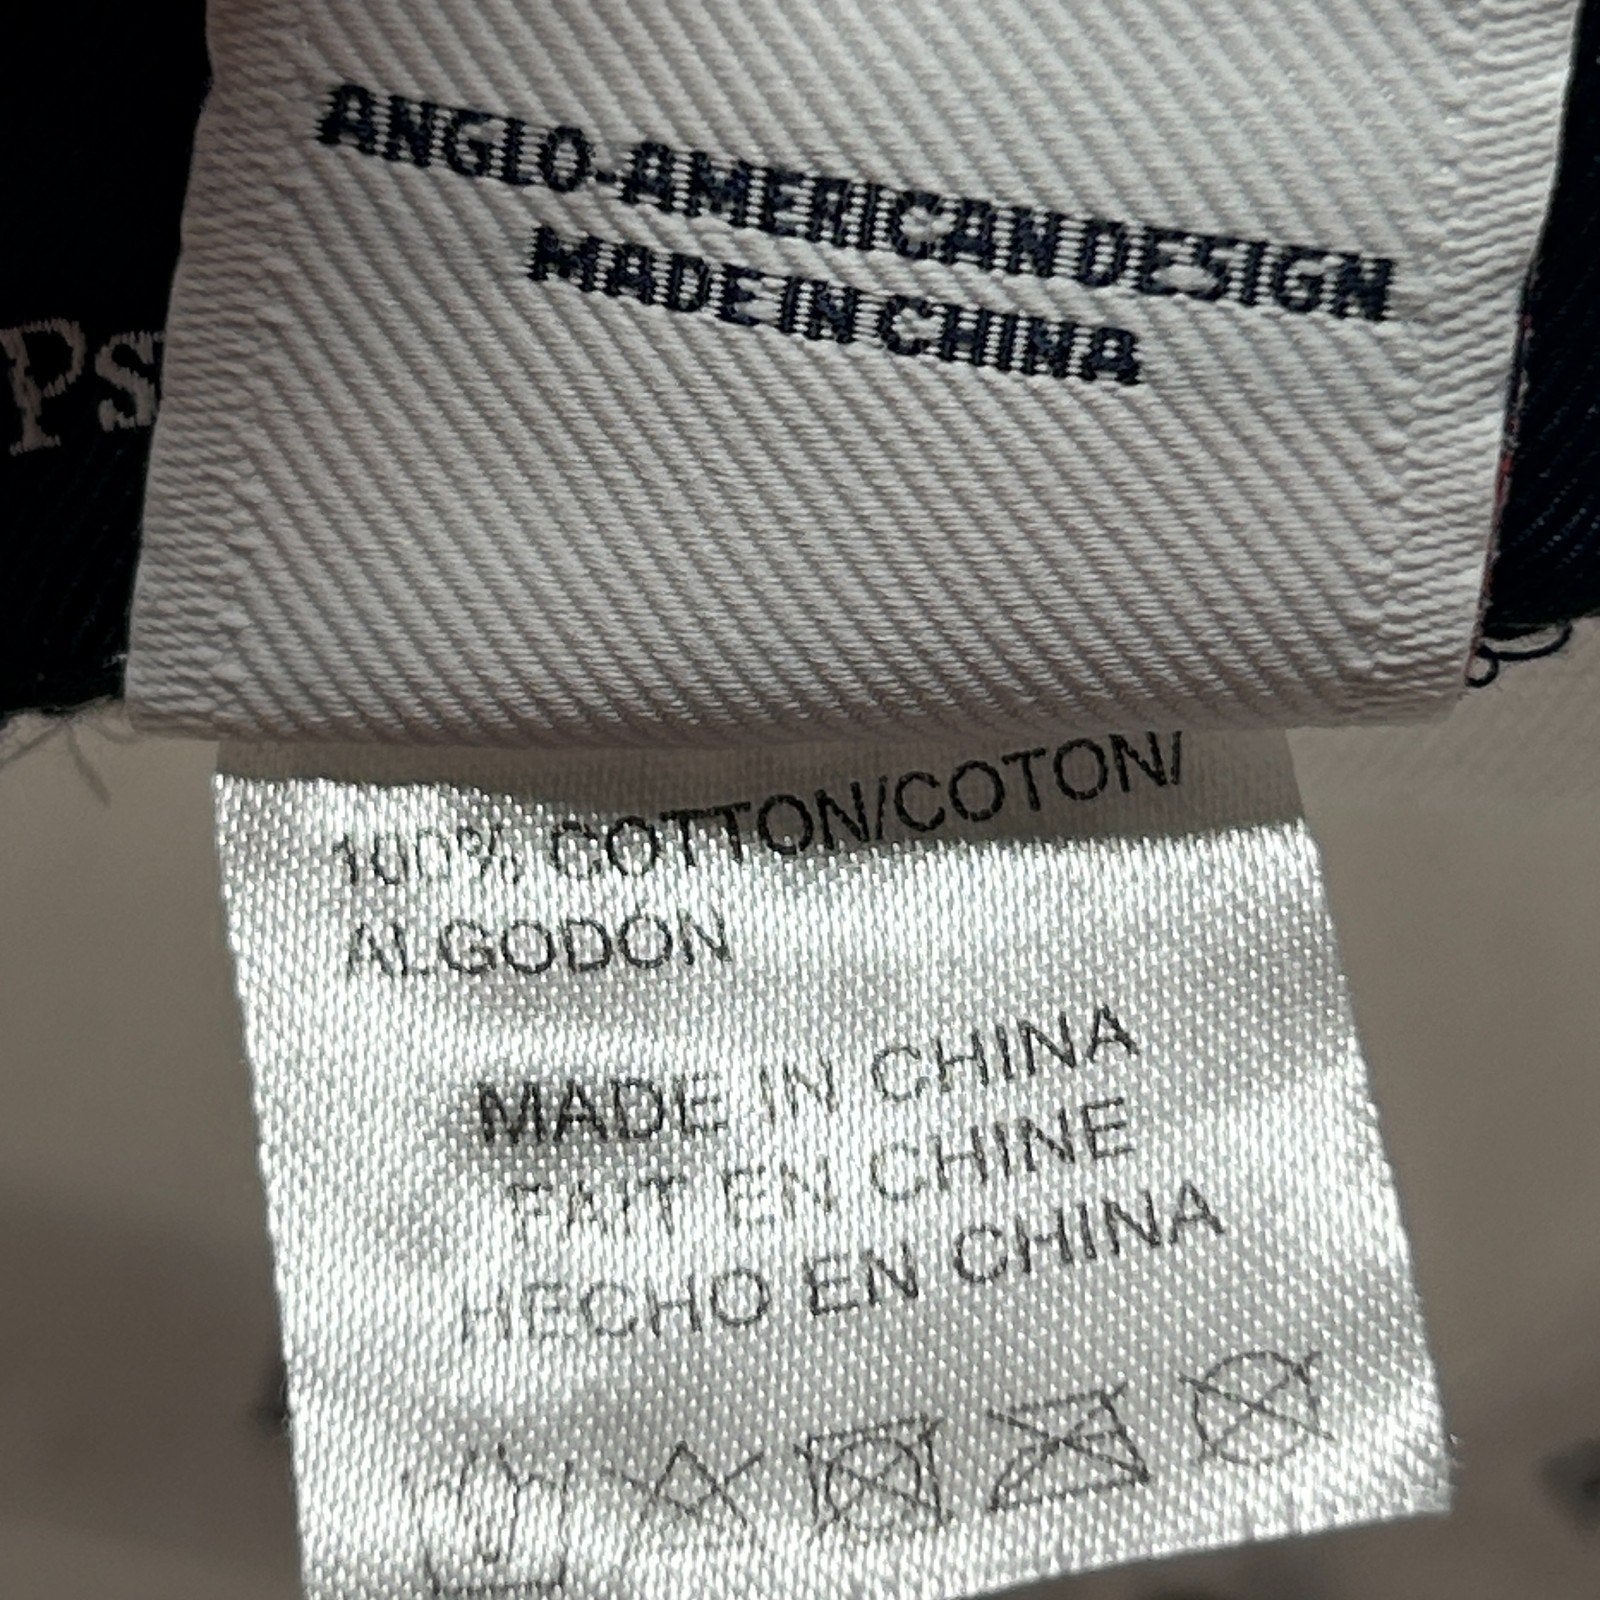 ANGLO-AMERICAN DESIGN
MADE IN CHINA
Ps
100% COTTON/COTON/
ALGODON
MADE IN CHINA
FAIT EN CHINE
HECHO EN CHINA